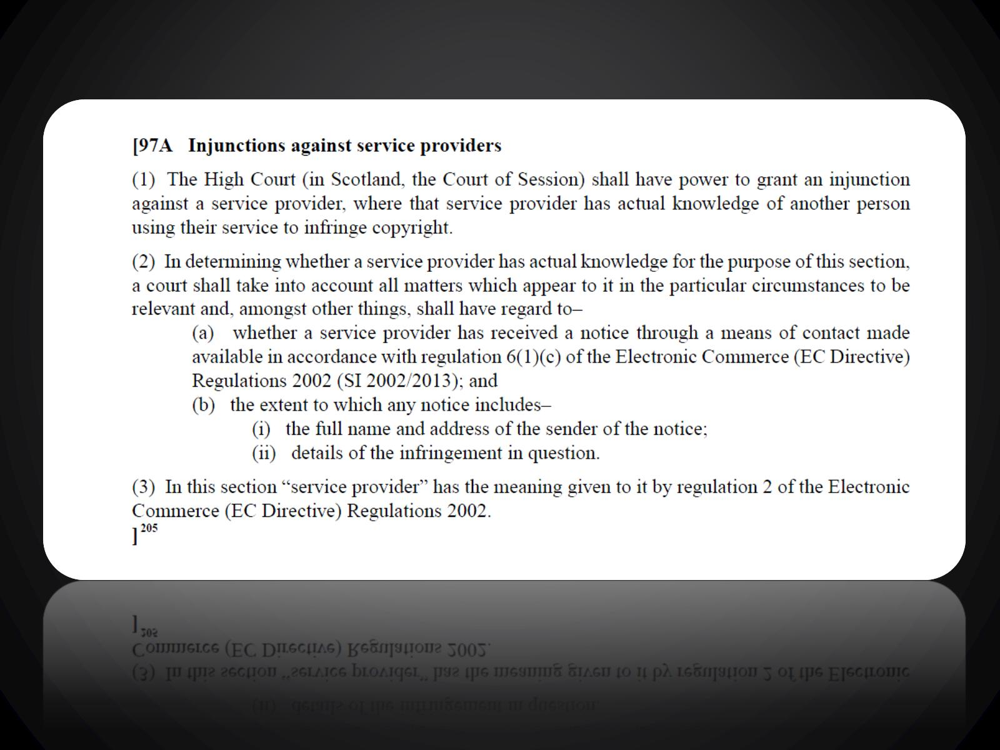 [97A Injunctions against service providers
(1) The High Court (in Scotland, the Court of Session) shall have power to grant an injunction
against a service provider, where that service provider has actual knowledge of another person
using their service to infringe copyright.
(2) In determining whether a service provider has actual knowledge for the purpose of this section,
a court shall take into account all matters which appear to it in the particular circumstances to be
relevant and, amongst other things, shall have regard to–
(a) whether a service provider has received a notice through a means of contact made
available in accordance with regulation 6(1)(c) of the Electronic Commerce (EC Directive)
Regulations 2002 (SI 2002/2013); and
(b) the extent to which any notice includes–
(i) the full name and address of the sender of the notice;
(ii) details of the infringement in question.
(3) In this section “service provider” has the meaning given to it by regulation 2 of the Electronic
Commerce (EC Directive) Regulations 2002.
]205